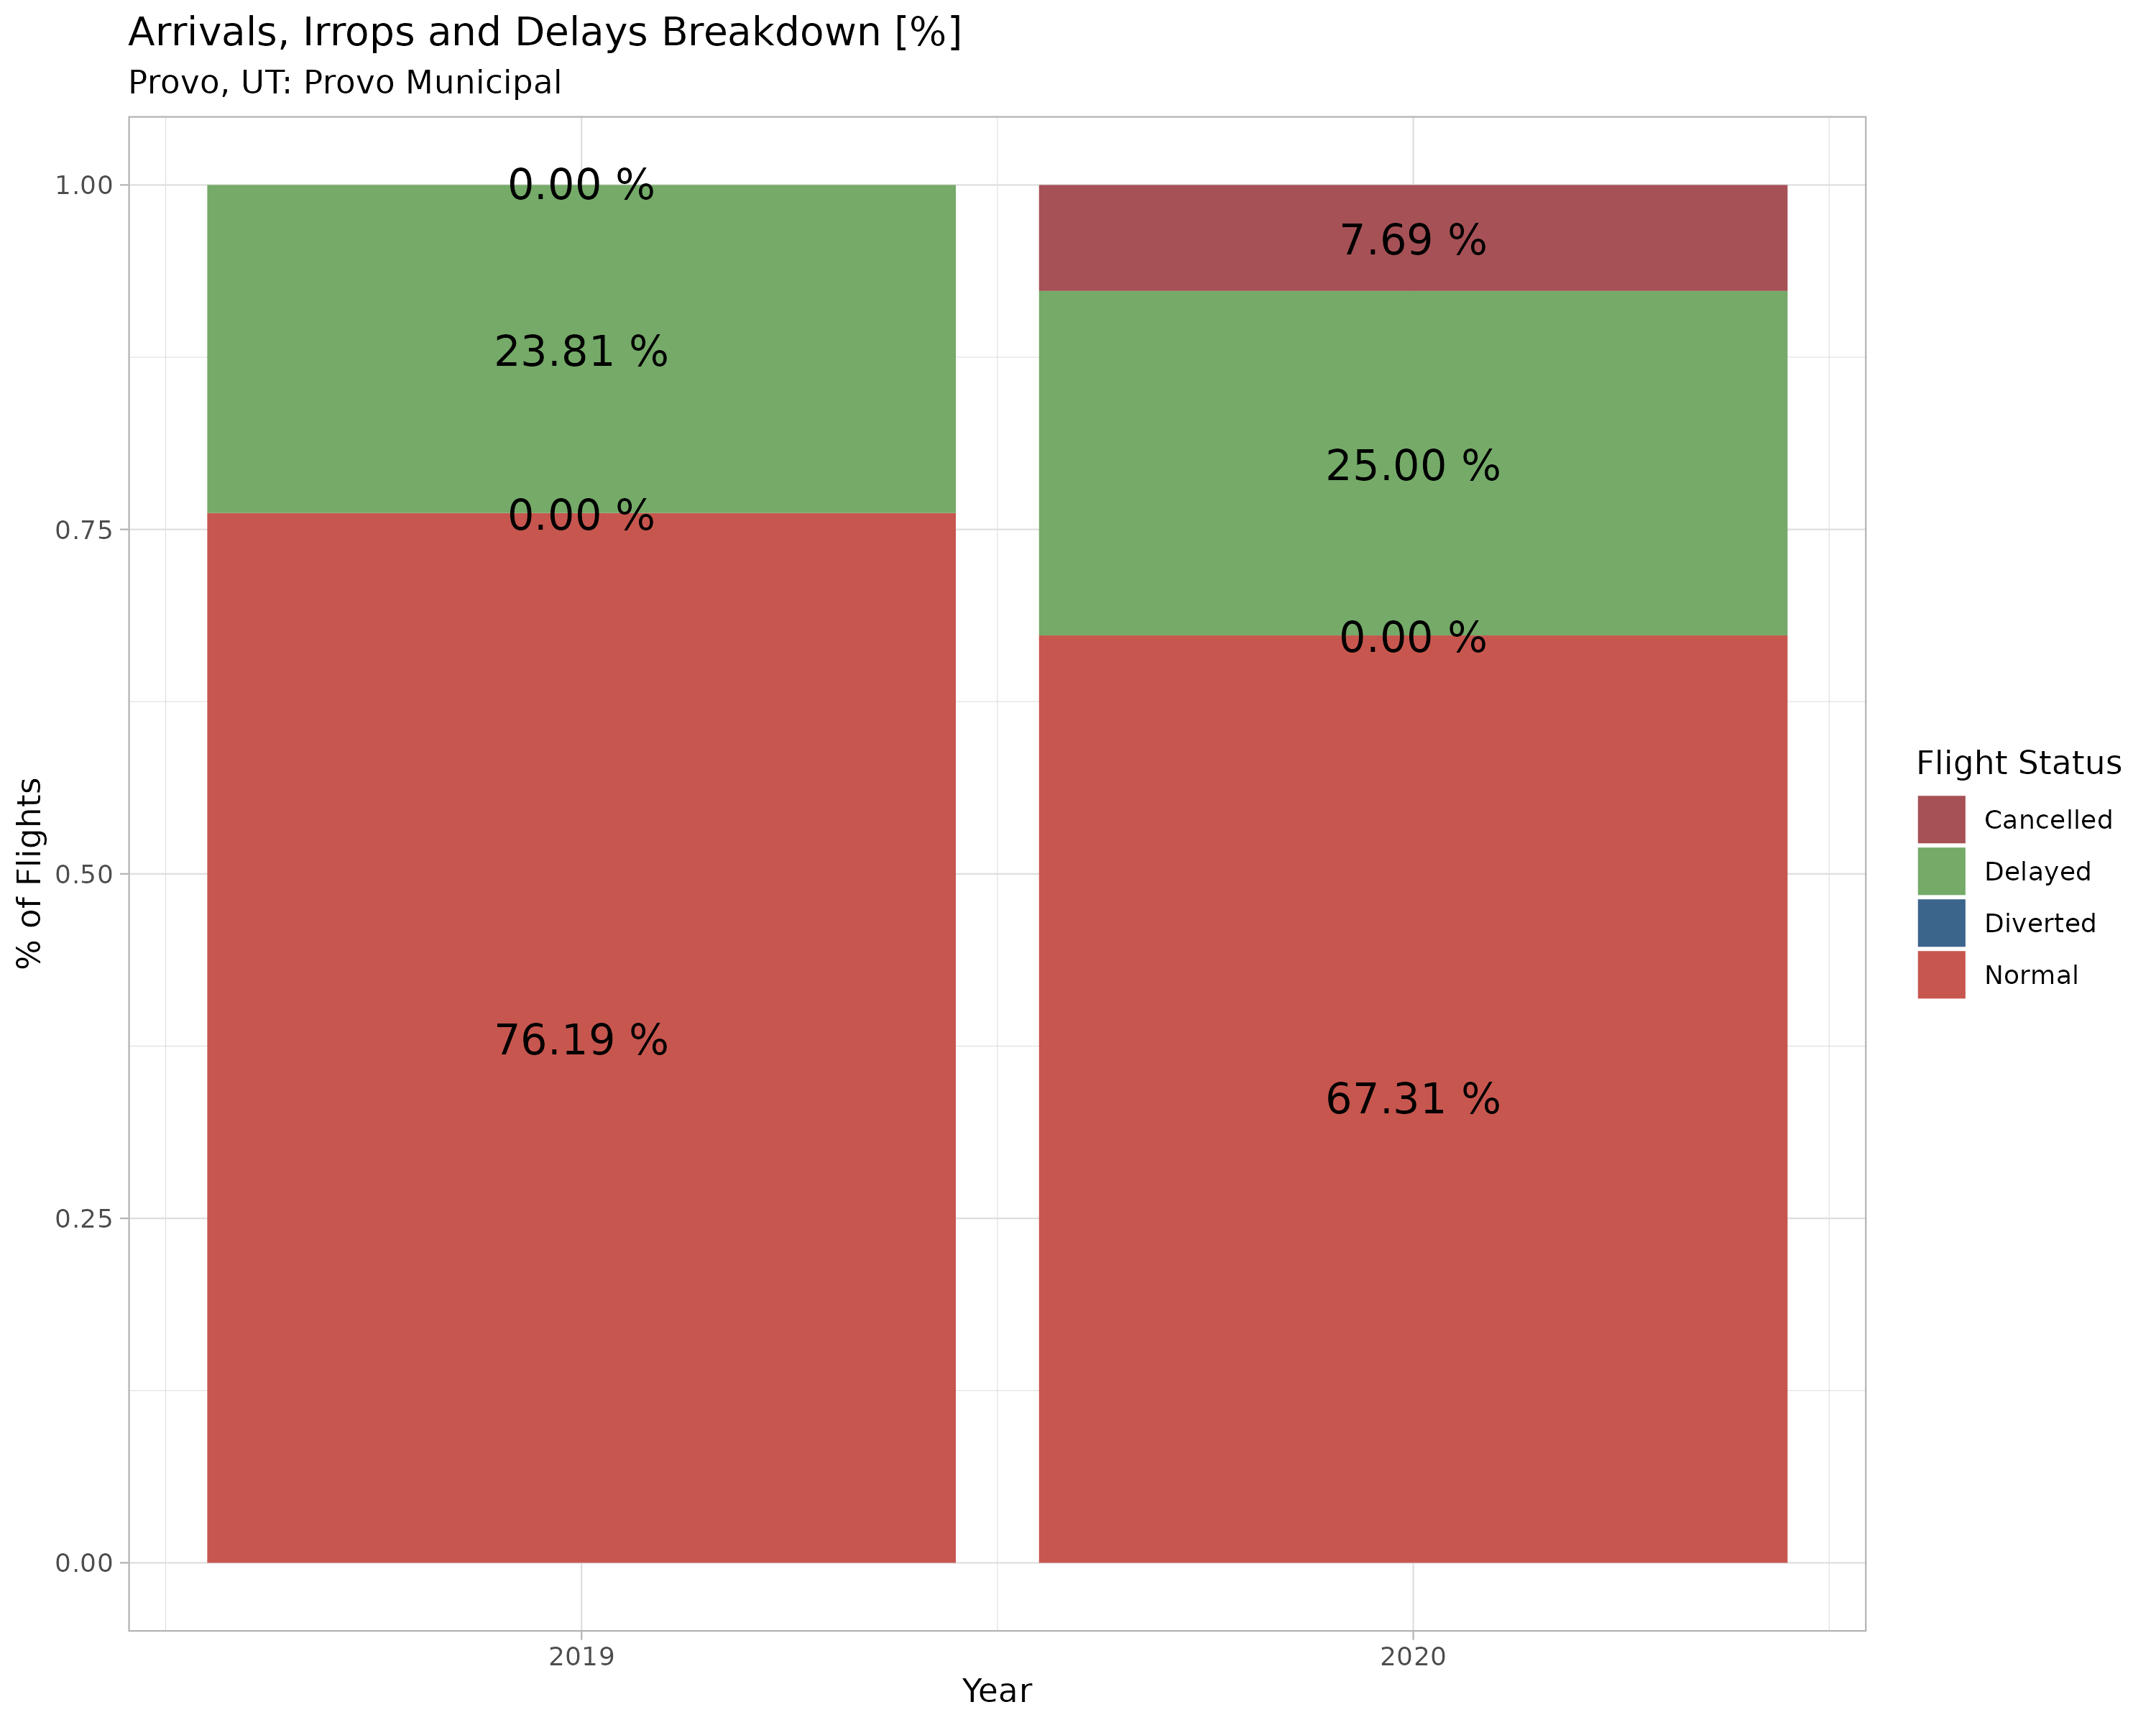 Arrivals, Irrops and Delays Breakdown [%]
Provo, UT: Provo Municipal
% of Flights
1.00
0.75
0.50
0.25
0.00
0.00 %
23.81 %
0.00 %
76.19 %
7.69 %
25.00 %
0.00 %
67.31 %
2019
2020
Year
Flight Status
Cancelled
Delayed
Diverted
Normal